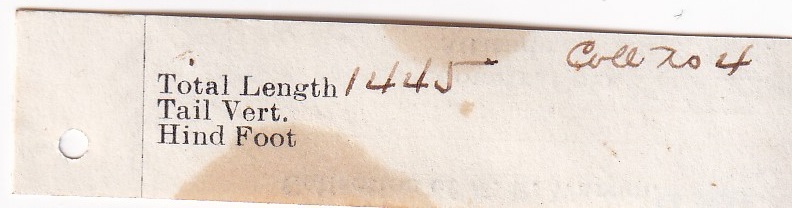 Coll no 4
Total Length 1445
Tail Vert.
Hind Foot